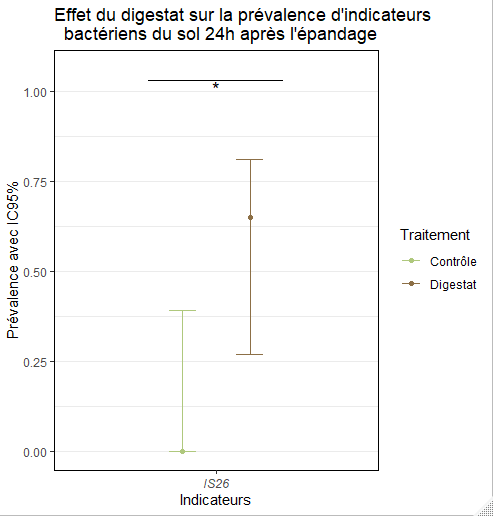 Effet du digestat sur la prévalence d'indicateurs
bactériens du sol 24h après l'épandage
*
1.00
0.75
0.50
0.25
0.00
Prévalence avec IC95%
IS26
Indicateurs
Traitement
Contrôle
Digestat